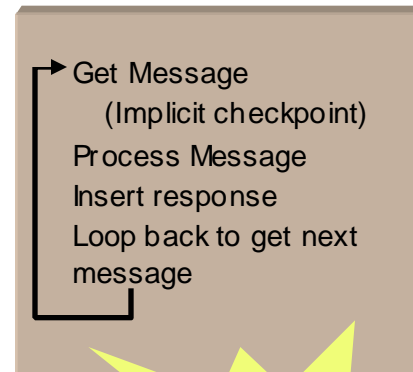 Get Message
(Implicit checkpoint)
Process Message
Insert response
Loop back to get next
message